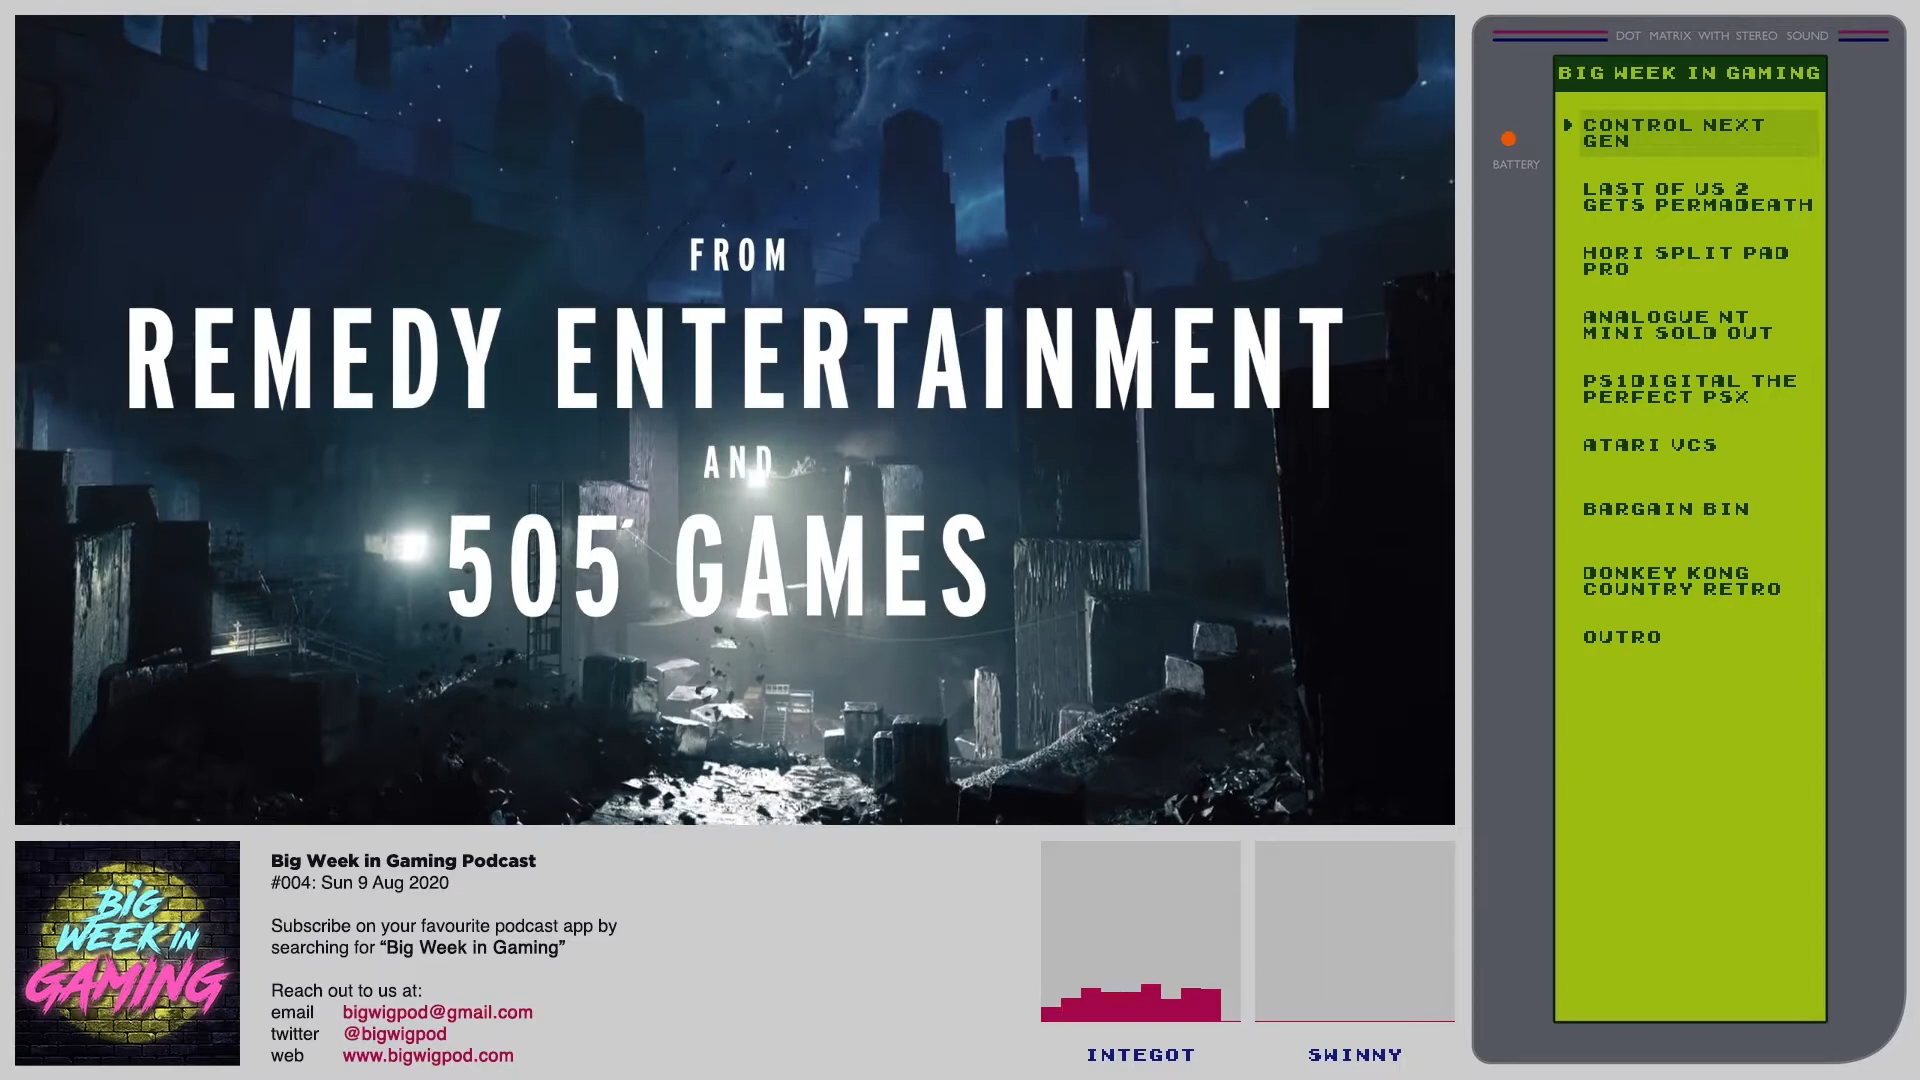 FROM
REMEDY ENTERTAINMENT
AND
505 GAMES
DOT MATRIX WITH STEREO SOUND
BATTERY
BIG WEEK IN GAMING
CONTROL NEXT
GEN
LAST OF US 2
GETS PERMADEATH
HORI SPLIT PAD
PRO
ANALOGUE NT
MINI SOLD OUT
PS1DIGITAL THE
PERFECT PSX
ATARI VCS
BARGAIN BIN
DONKEY KONG
COUNTRY RETRO
OUTRO
BIG
WEEK IN
GAMING
Big Week in Gaming Podcast
#004: Sun 9 Aug 2020
Subscribe on your favourite podcast app by
searching for “Big Week in Gaming”
Reach out to us at:
email bigwigpod@gmail.com
twitter @bigwigpod
web www.bigwigpod.com
INTEGOT
SWINNY